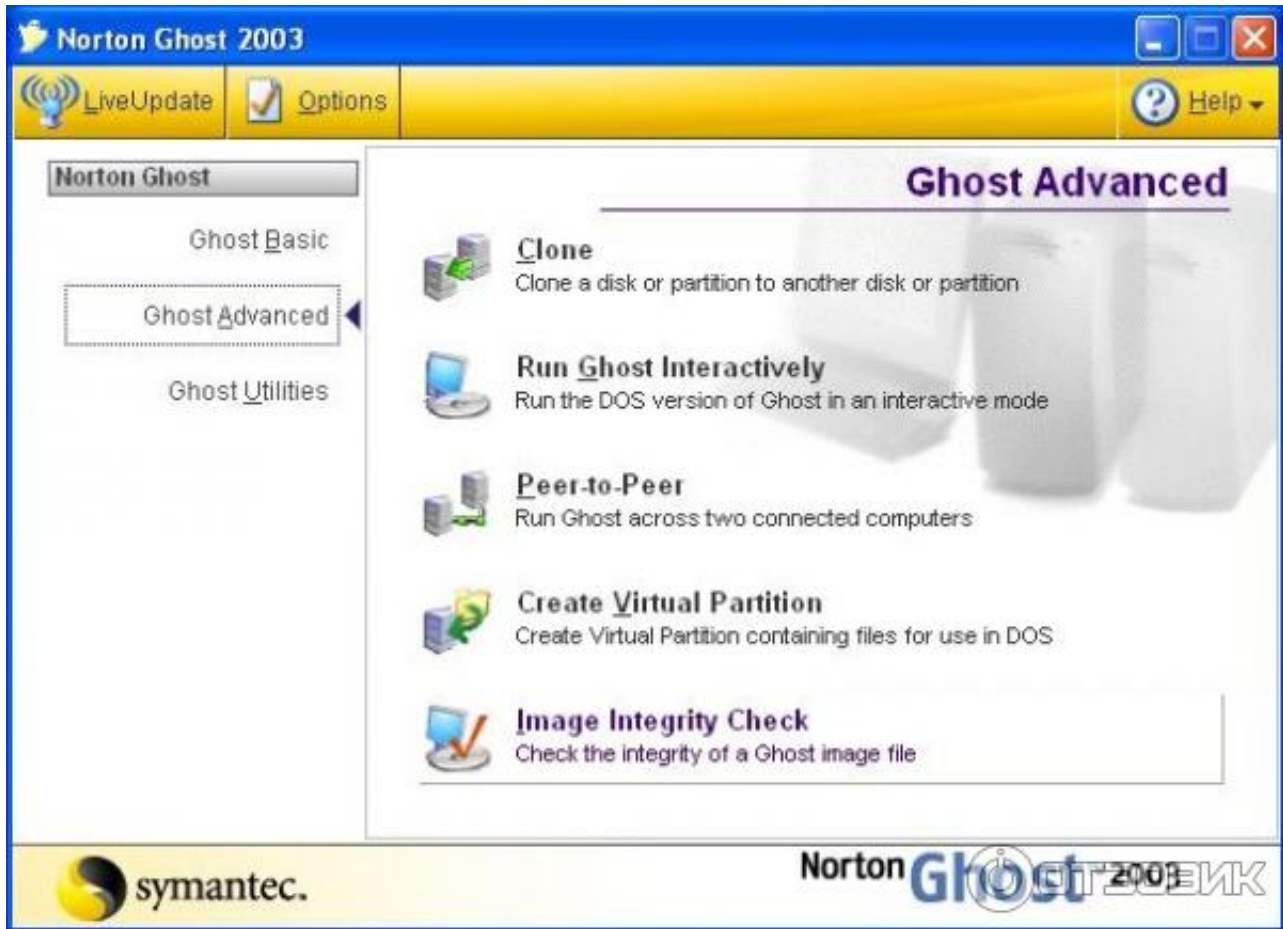 Norton Ghost 2003
LiveUpdate Options Help
Norton Ghost
Ghost Basic
Ghost Advanced
Ghost Utilities
Ghost Advanced
Clone
Clone a disk or partition to another disk or partition
Run Ghost Interactively
Run the DOS version of Ghost in an interactive mode
Peer-to-Peer
Run Ghost across two connected computers
Create Virtual Partition
Create Virtual Partition containing files for use in DOS
Image Integrity Check
Check the integrity of a Ghost image file
symantec.
Norton Ghost 2003
ОТЗОВИК